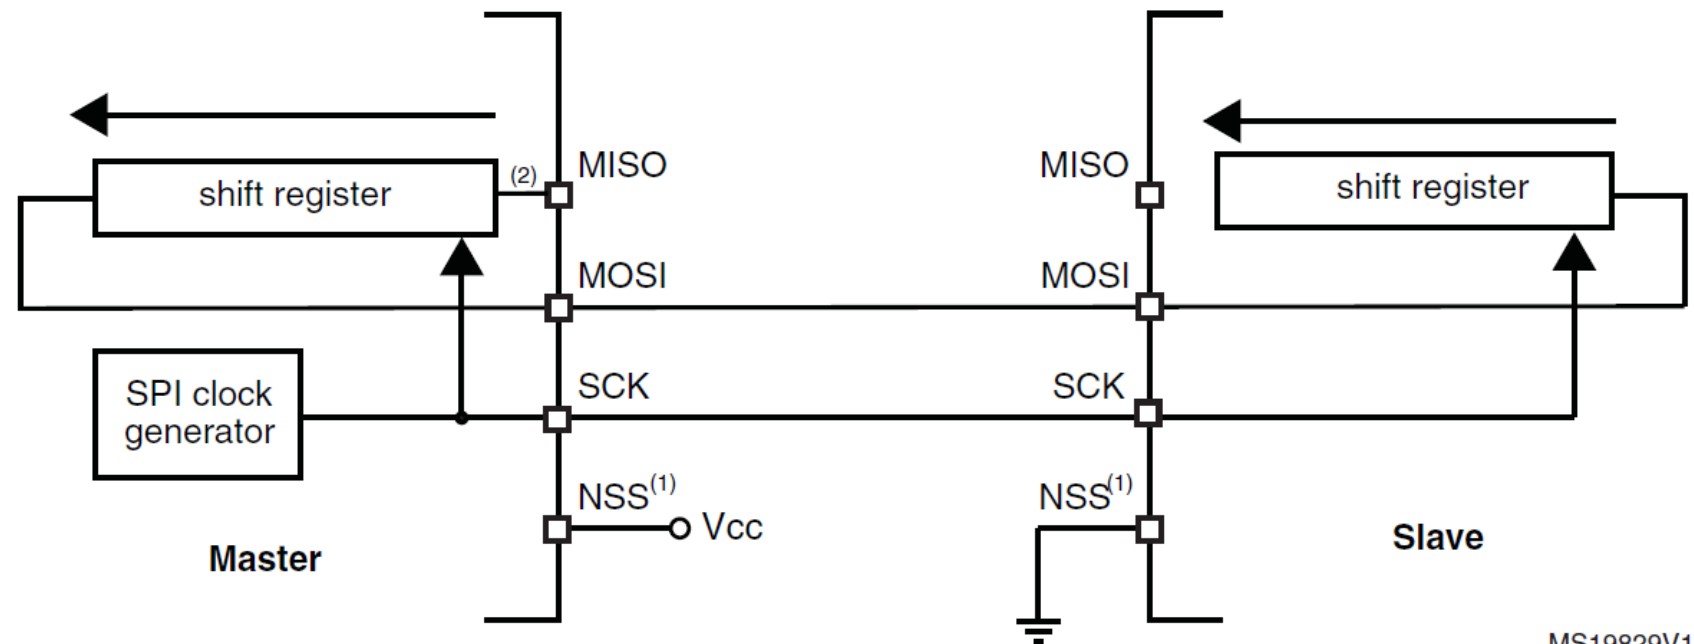 MISO
MISO
shift register
(2)
shift register
MOSI
MOSI
SPI clock
generator
SCK
SCK
NSS(1)
NSS(1)
Vcc
Master
Slave
MS19829V1